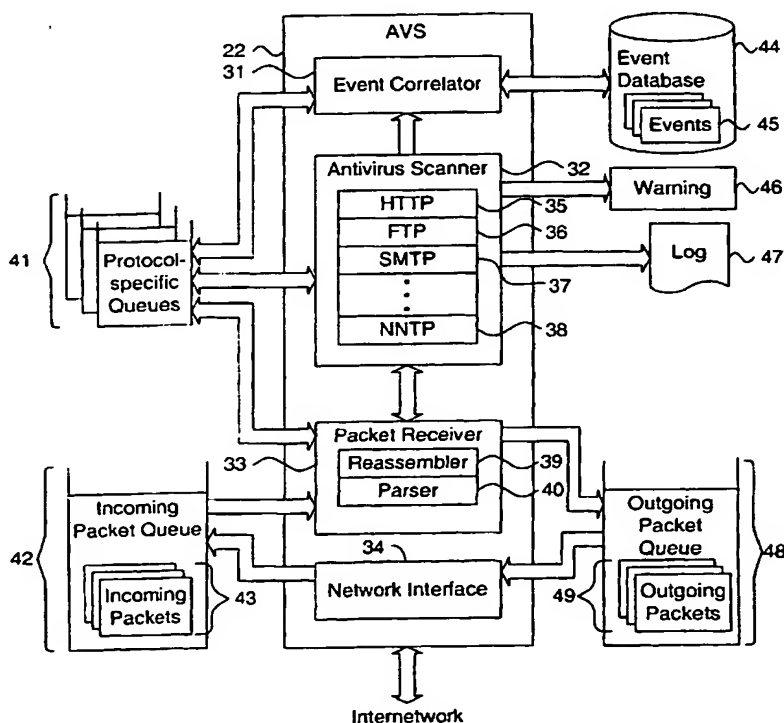 AVS
22
31
Event Correlator
Event
Database
Events
44
45
Antivirus Scanner
32
HTTP
35
FTP
36
SMTP
37
NNTP
38
Warning
46
Log
47
41
Protocol-
specific
Queues
Packet Receiver
33
Reassembler
39
Parser
40
42
Incoming
Packet Queue
Incoming
Packets
43
34
Network Interface
Outgoing
Packet
Queue
48
49
Outgoing
Packets
Internetwork